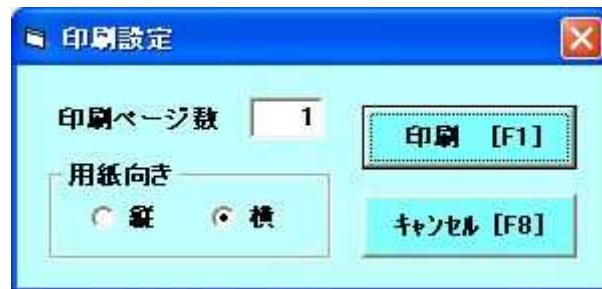 印刷設定
印刷ページ数 1
印刷 [F1]
用紙向き
縦 横
キャンセル [F8]